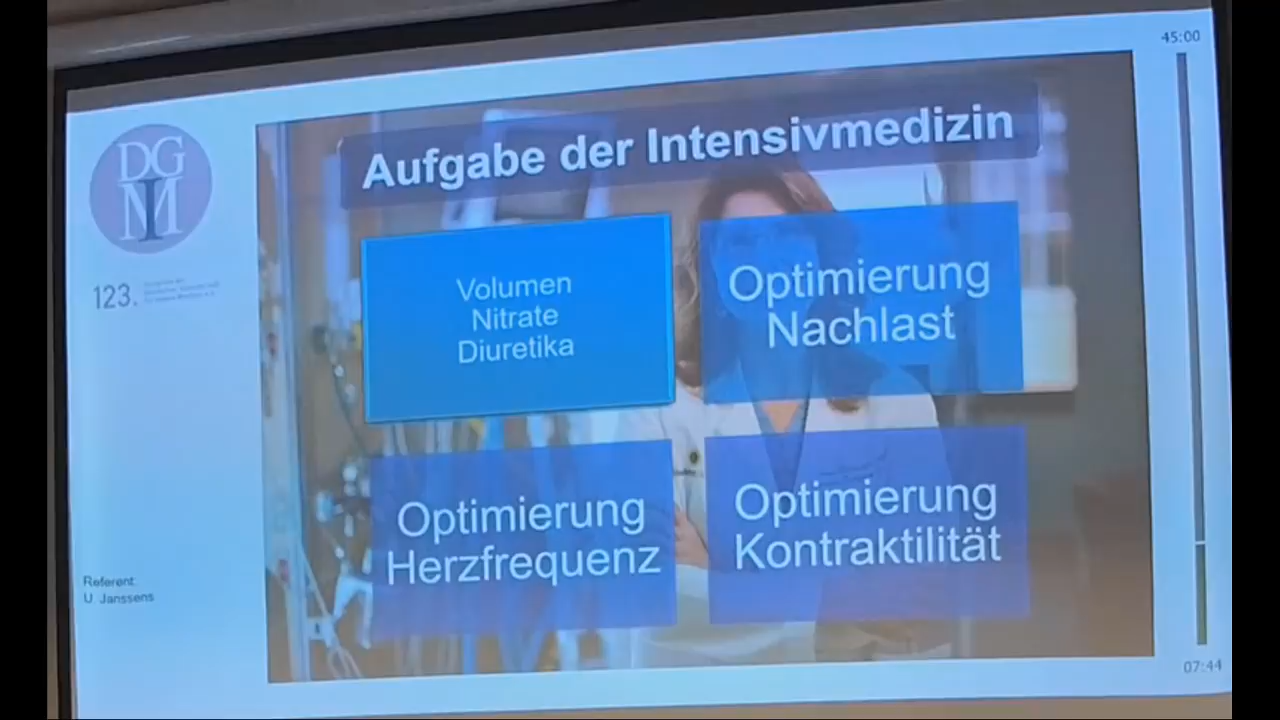 45:00
DG
IM
Aufgabe der Intensivmedizin
123.
Volumen
Nitrate
Diuretika
Optimierung
Nachlast
Optimierung
Herzfrequenz
Optimierung
Kontraktilität
Referent:
U. Janssens
07:44